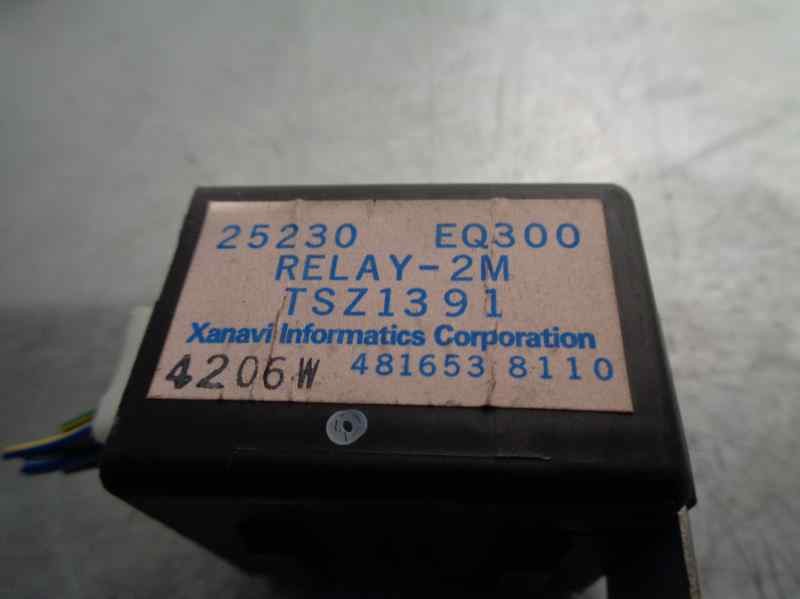 25230 EQ300
RELAY-2M
TSZ1391
Xanavi Informatics Corporation
4206W 481653 8110